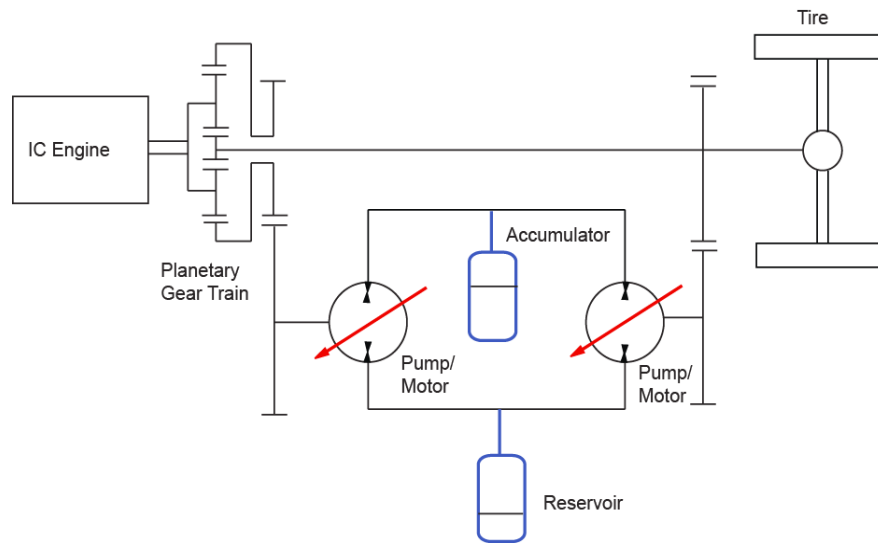 Tire
IC Engine
Accumulator
Planetary
Gear Train
Pump/
Motor
Pump/
Motor
Reservoir